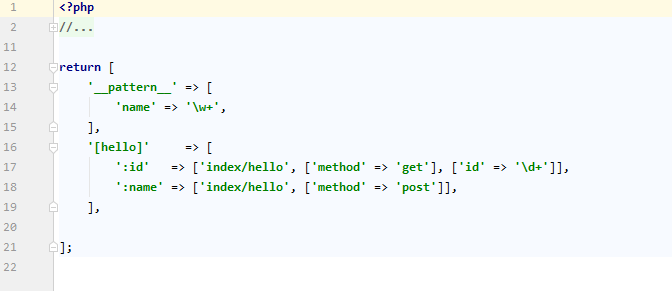 1 <?php
2 //...
11
12 return [
13     '__pattern__' => [
14         'name' => '\w+',
15     ],
16     '[hello]'     => [
17         ':id'   => ['index/hello', ['method' => 'get'], ['id' => '\d+']],
18         ':name' => ['index/hello', ['method' => 'post']],
19     ],
20
21 ];
22